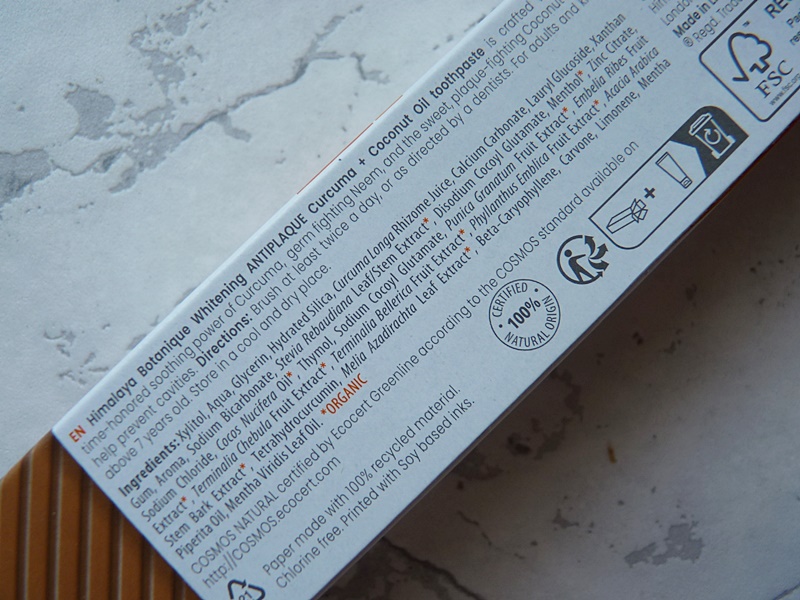 EN Himalaya Botanique Whitening ANTIPLAQUE Curcuma + Coconut Oil toothpaste is crafted
time-honored soothing power of Curcuma, germ fighting Neem, and the sweet, plaque-fighting Coconut
help prevent cavities. Directions: Brush at least twice a day, or as directed by a dentists. For adults and
above 7 years old. Store in a cool and dry place.
Ingredients: Xylitol, Aqua, Glycerin, Hydrated Silica, Curcuma Longa Rhizome Juice, Calcium Carbonate, Lauryl Glucoside, Xanthan
Gum, Aroma, Sodium Bicarbonate, Stevia Rebaudiana Leaf/Stem Extract*, Disodium Cocoyl Glutamate, Menthol*, Zinc Citrate,
Sodium Chloride, Cocos Nucifera Oil*, Thymol, Sodium Cocoyl Glutamate, Punica Granatum Fruit Extract*, Embelia Ribes Fruit
Extract*, Terminalia Chebula Fruit Extract*, Terminalia Bellerica Fruit Extract*, Phyllanthus Emblica Fruit Extract*, Acacia Arabica
Stem Bark Extract*, Tetrahydrocurcumin, Melia Azadirachta Leaf Extract*, Beta-Caryophyllene, Carvone, Limonene, Mentha
Piperita Oil, Mentha Viridis Leaf Oil. *ORGANIC
COSMOS NATURAL certified by Ecocert Greenline according to the COSMOS standard available on
http://COSMOS.ecocert.com
Paper made with 100% recycled material.
Chlorine free. Printed with Soy based inks.
21
CERTIFIED
100%
NATURAL ORIGIN
+
London
Made in
® Regd. Trade
FSC